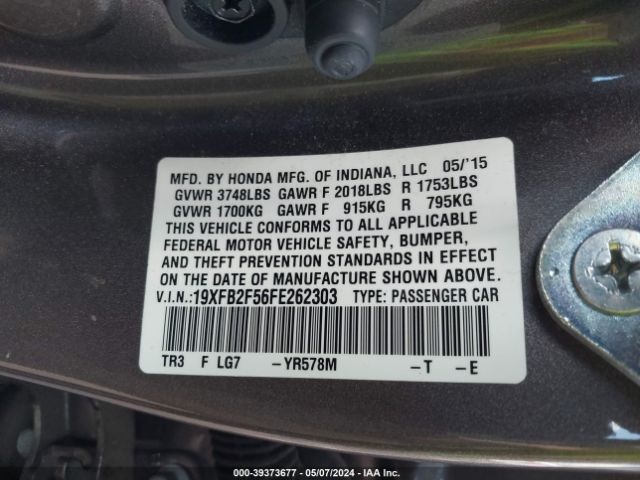 MFD. BY HONDA MFG. OF INDIANA, LLC 05/'15
GVWR 3748LBS GAWR F 2018LBS R 1753LBS
GVWR 1700KG GAWR F 915KG R 795KG
THIS VEHICLE CONFORMS TO ALL APPLICABLE
FEDERAL MOTOR VEHICLE SAFETY, BUMPER,
AND THEFT PREVENTION STANDARDS IN EFFECT
ON THE DATE OF MANUFACTURE SHOWN ABOVE.
V.I.N.:19XFB2F56FE262303 TYPE: PASSENGER CAR
TR3 F LG7 –YR578M –T –E
000-39373677 – 05/07/2024 – IAA Inc.